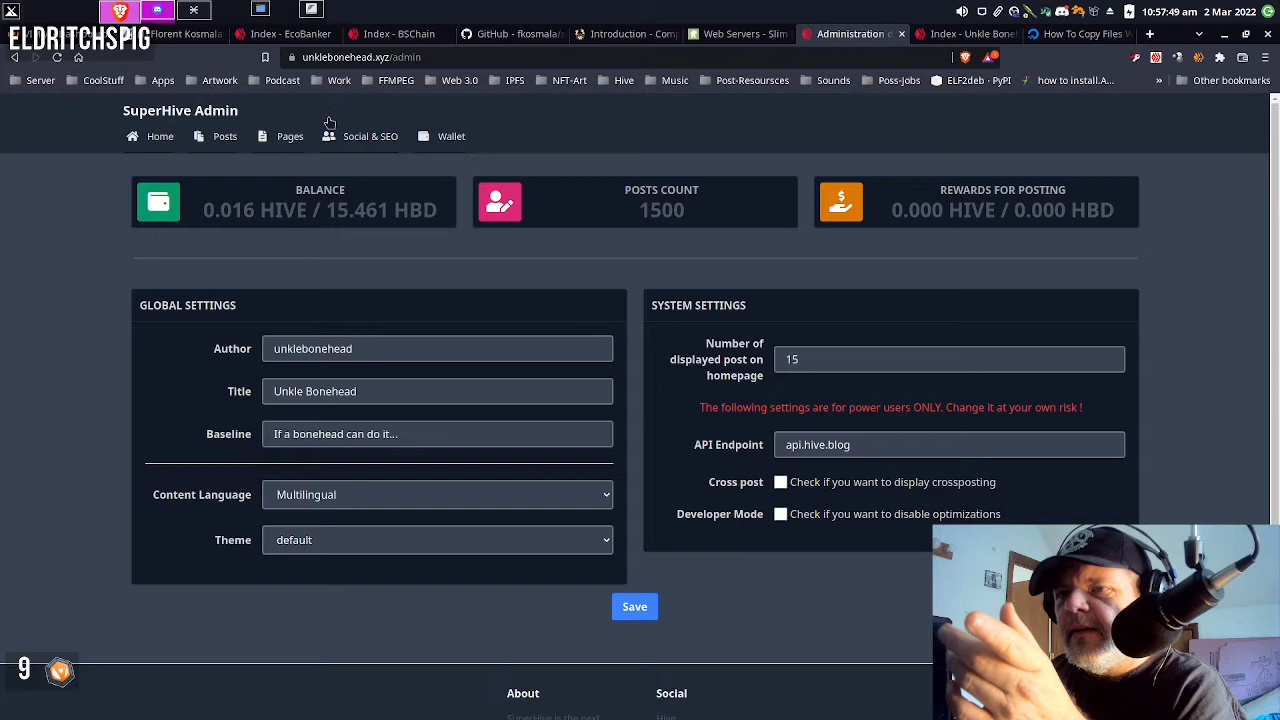 10:57:49 am 2 Mar 2022
ELDRITCHSPIG
Florent Kosmala
Index - EcoBanker
Index - BSChain
GitHub - fkosmala/
Introduction - Comp
Web Servers - Slim
Administration d
Index - Unkle Bonel
How To Copy Files W
unklebonehead.xyz/admin
Server
CoolStuff
Apps
Artwork
Podcast
Work
FFMPEG
Web 3.0
IPFS
NFT-Art
Hive
Music
Post-Resoursces
Sounds
Poss-Jobs
ELF2deb · PyPI
how to install.A...
»
Other bookmarks
SuperHive Admin
Home
Posts
Pages
Social & SEO
Wallet
BALANCE
0.016 HIVE / 15.461 HBD
POSTS COUNT
1500
REWARDS FOR POSTING
0.000 HIVE / 0.000 HBD
GLOBAL SETTINGS
Author
unklebonehead
Title
Unkle Bonehead
Baseline
If a bonehead can do it...
Content Language
Multilingual
Theme
default
SYSTEM SETTINGS
Number of
displayed post on
homepage
15
The following settings are for power users ONLY. Change it at your own risk !
API Endpoint
api.hive.blog
Cross post
Check if you want to display crossposting
Developer Mode
Check if you want to disable optimizations
Save
9
About
Social
SuperHive is the next
Hive